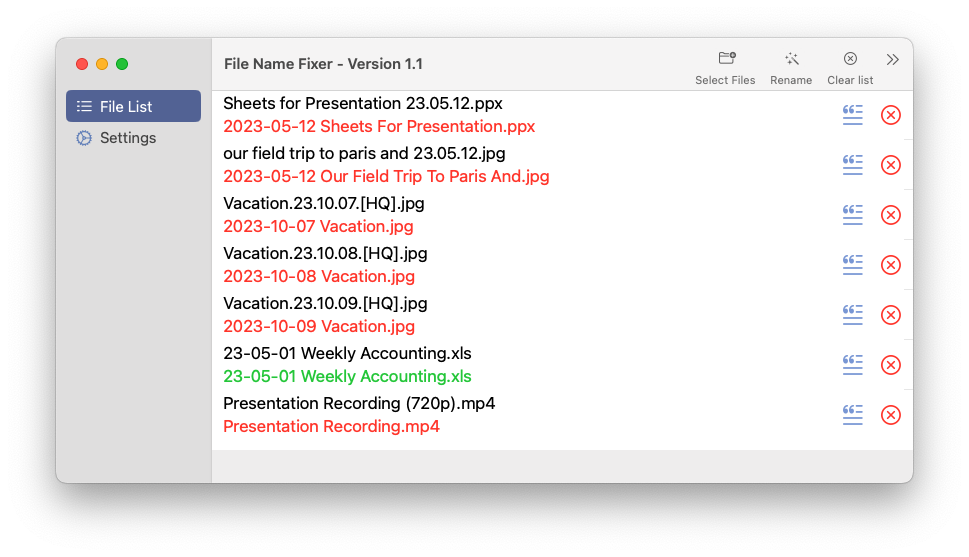 File Name Fixer - Version 1.1
Select Files
Rename
Clear list
File List
Settings
Sheets for Presentation 23.05.12.ppx
2023-05-12 Sheets For Presentation.ppx
our field trip to paris and 23.05.12.jpg
2023-05-12 Our Field Trip To Paris And.jpg
Vacation.23.10.07.[HQ].jpg
2023-10-07 Vacation.jpg
Vacation.23.10.08.[HQ].jpg
2023-10-08 Vacation.jpg
Vacation.23.10.09.[HQ].jpg
2023-10-09 Vacation.jpg
23-05-01 Weekly Accounting.xls
23-05-01 Weekly Accounting.xls
Presentation Recording (720p).mp4
Presentation Recording.mp4